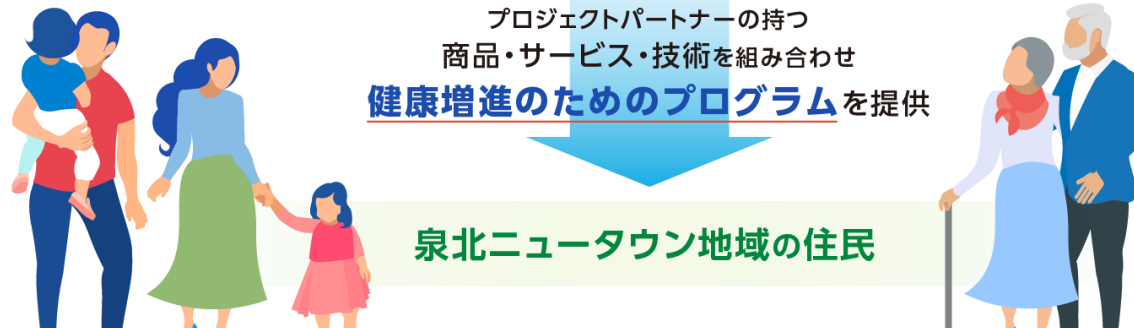 プロジェクトパートナーの持つ
商品・サービス・技術を組み合わせ
健康増進のためのプログラムを提供
泉北ニュータウン地域の住民